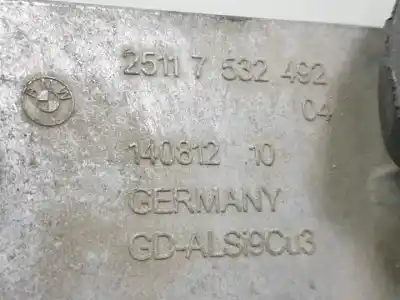 2511 7 532 492
04
140812 10
GERMANY
GD-ALSi9Cu3